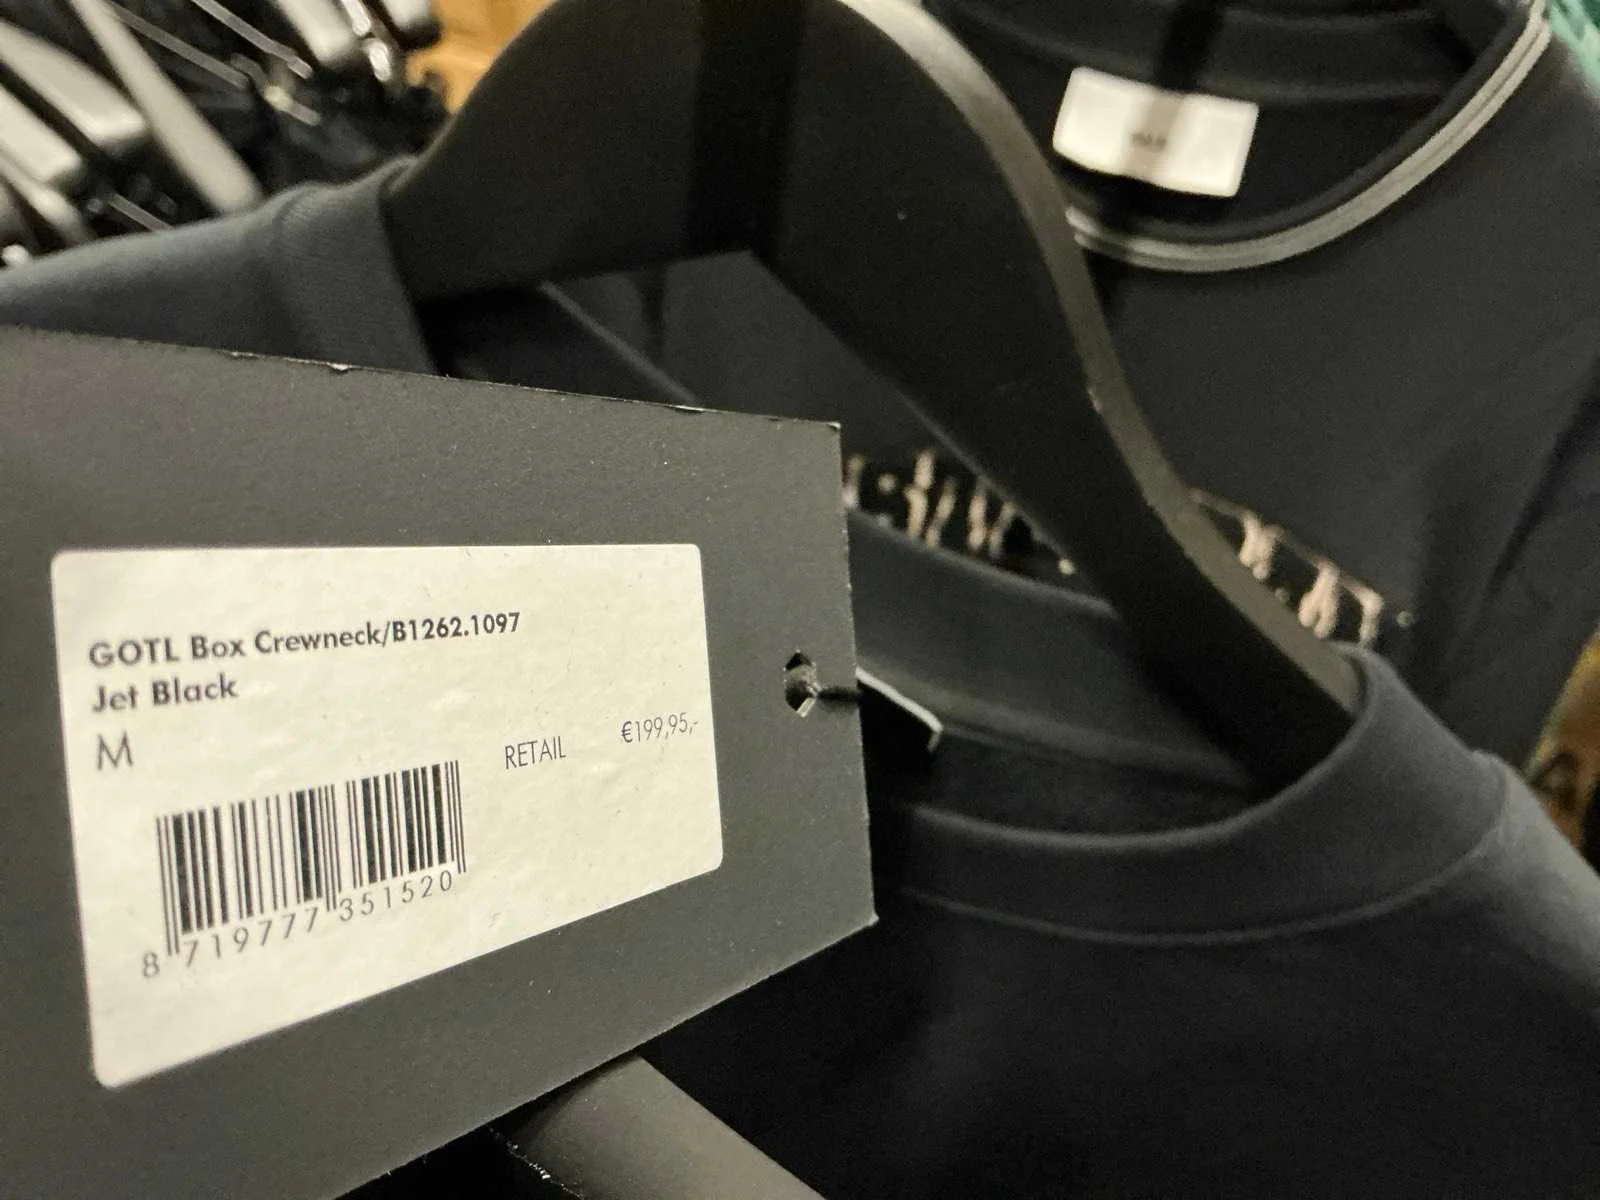 GOTL Box Crewneck/B1262.1097
Jet Black
M
RETAIL €199,95,-
8 719777 351520